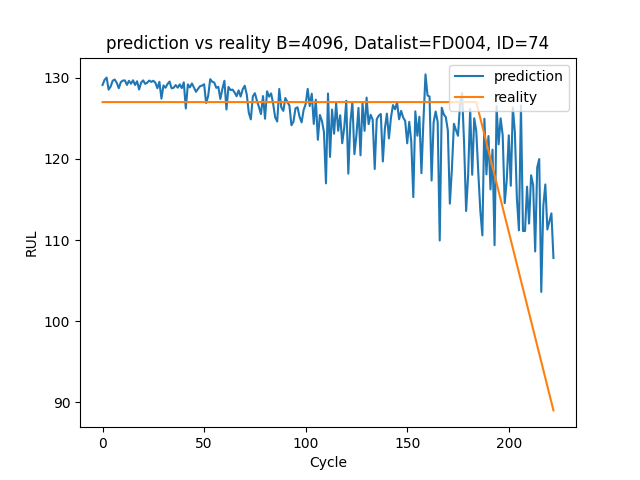 prediction vs reality B=4096, Datalist=FD004, ID=74
prediction
reality
RUL
130
120
110
100
90
0 50 100 150 200
Cycle